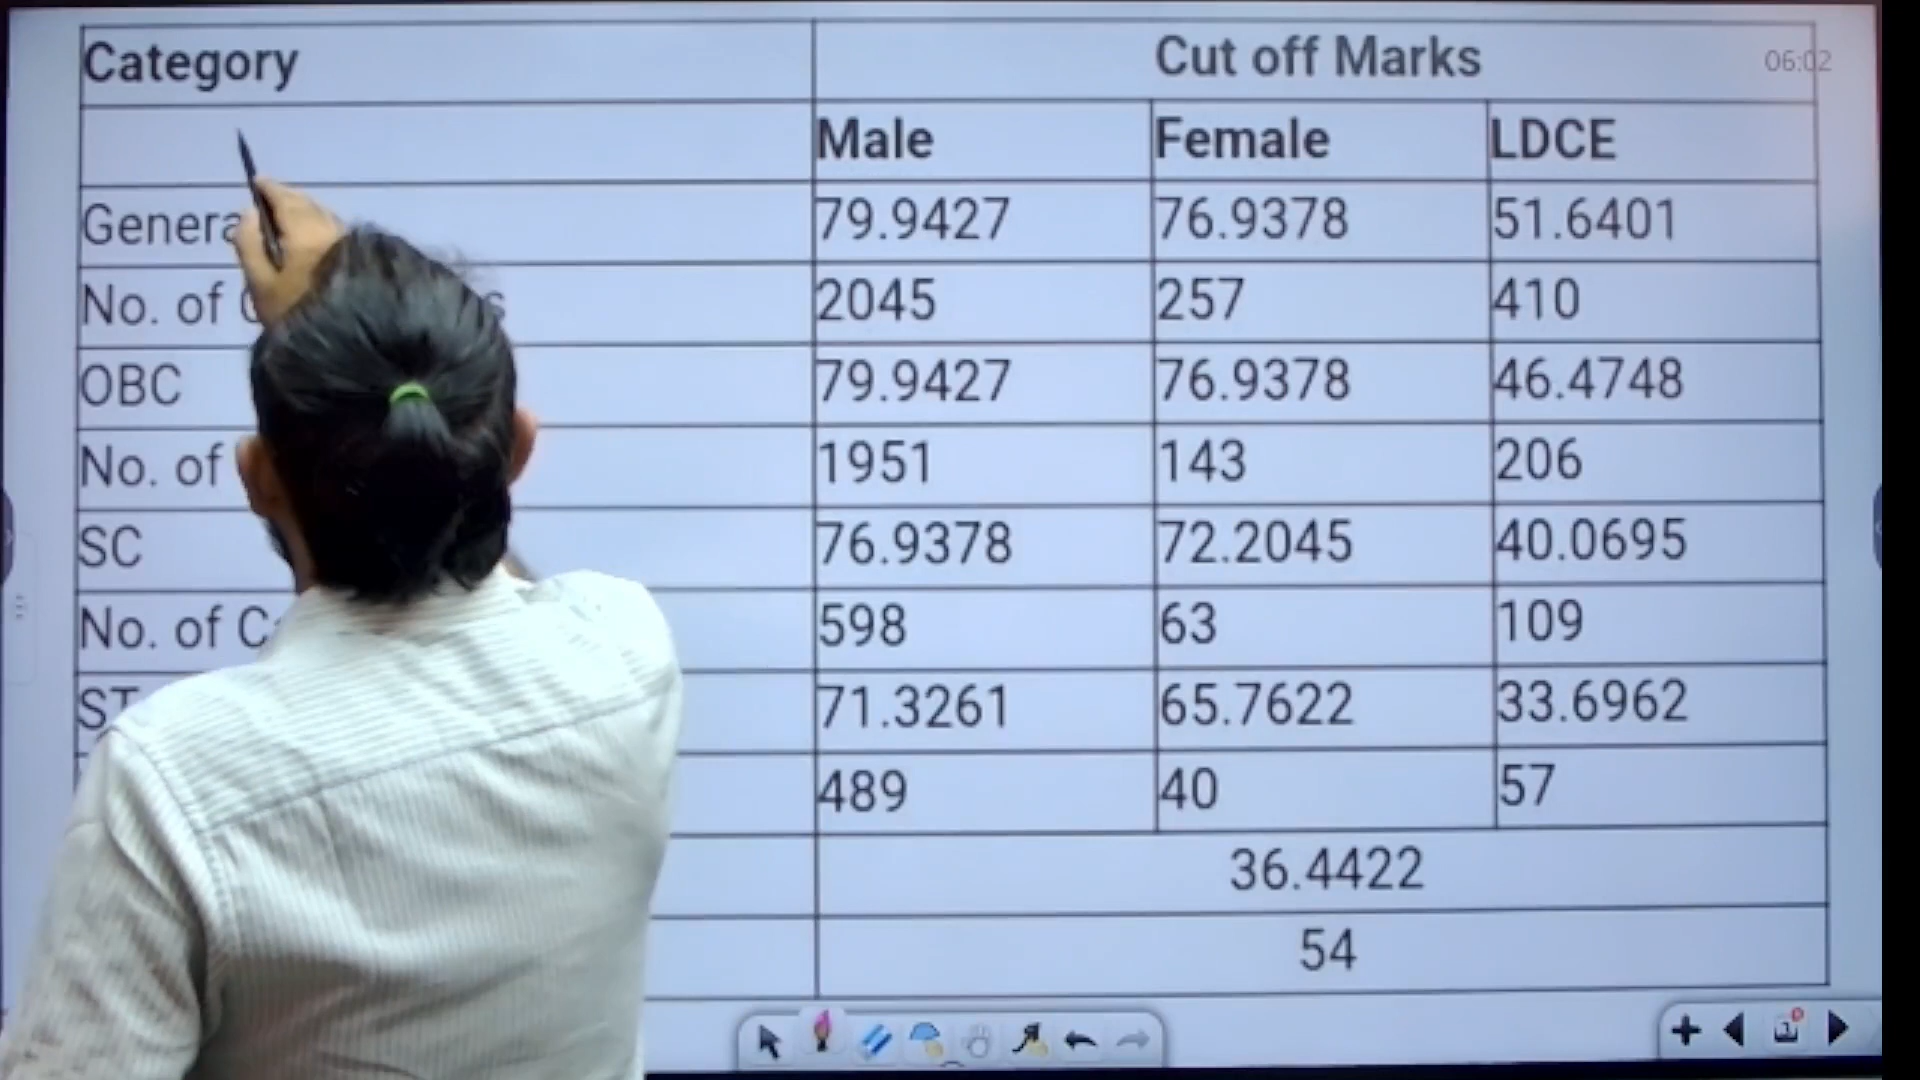 Category Cut off Marks 06:02
Male Female LDCE
79.9427 76.9378 51.6401
No. of 2045 257 410
OBC 79.9427 76.9378 46.4748
No. of 1951 143 206
SC 76.9378 72.2045 40.0695
No. of 598 63 109
ST 71.3261 65.7622 33.6962
489 40 57
36.4422
54